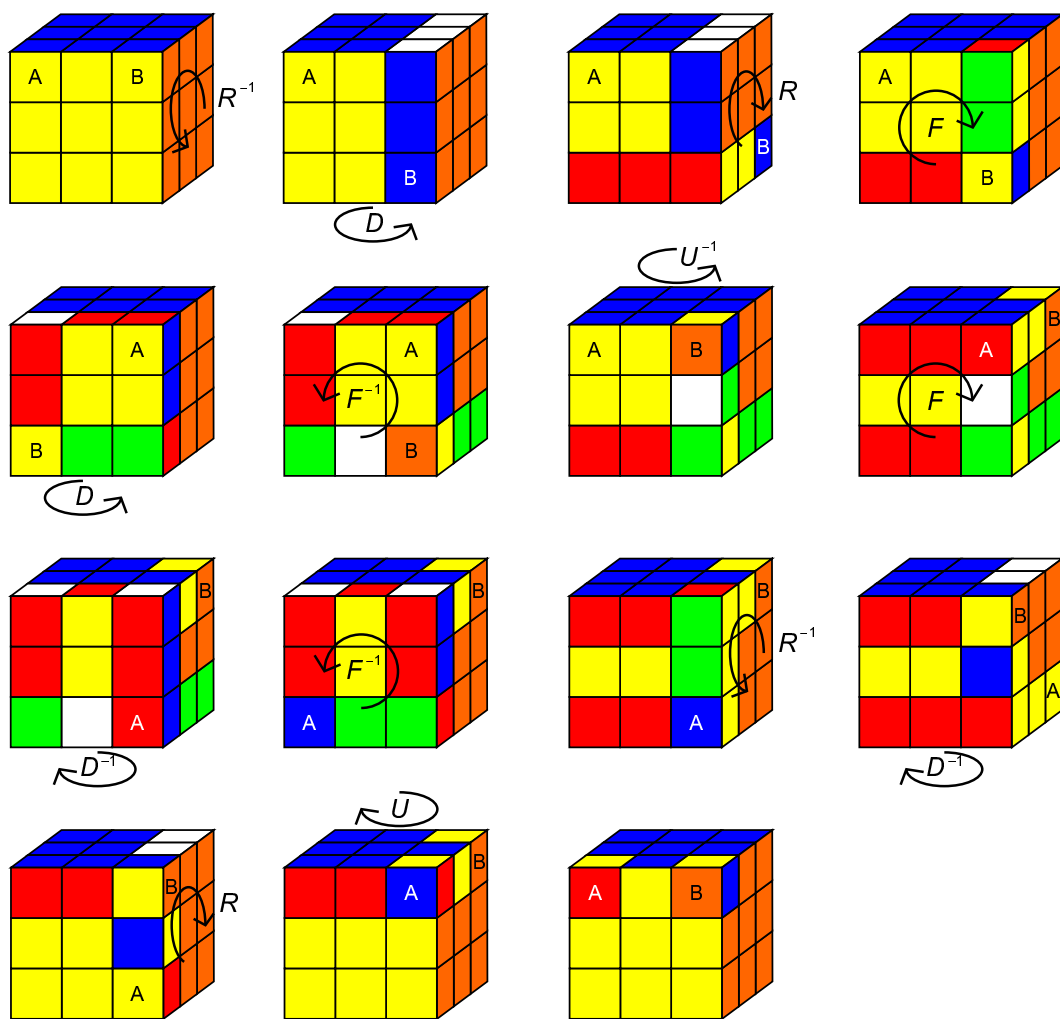 A B R⁻¹
A B D
A B R
A F B
A B D
A F⁻¹ B
U⁻¹ A B
A B F
B A D⁻¹
B F⁻¹ A
B A R⁻¹
B A D⁻¹
B A R
U A B
A B